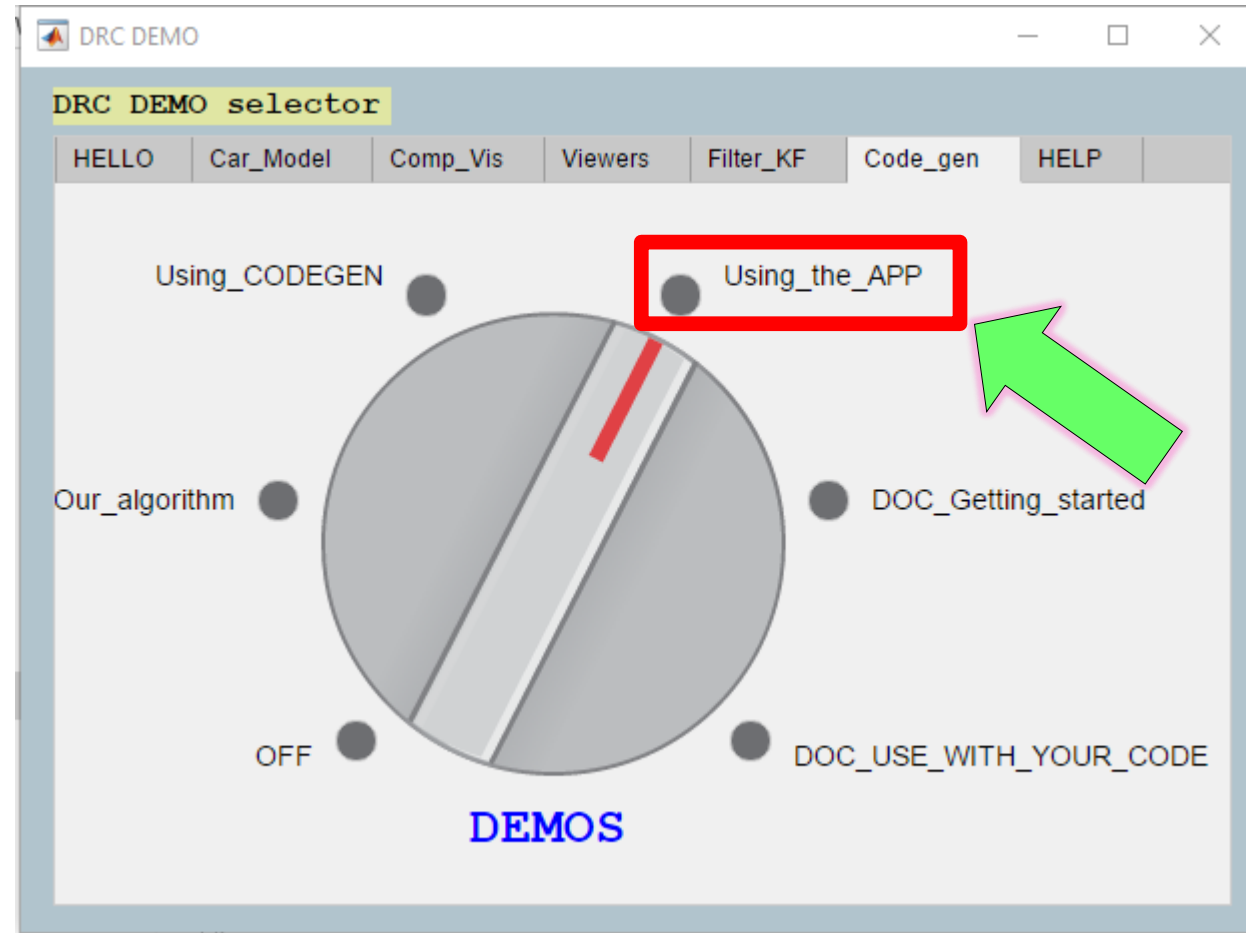 DRC DEMO
DRC DEMO selector
HELLO Car_Model Comp_Vis Viewers Filter_KF Code_gen HELP
Using_CODEGEN Using_the_APP
Our_algorithm DOC_Getting_started
OFF DOC_USE_WITH_YOUR_CODE
DEMOS